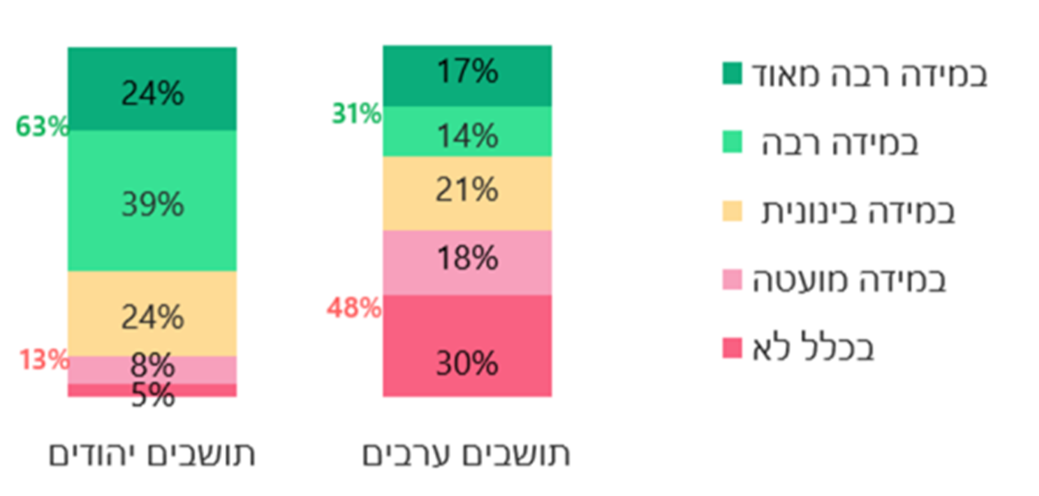 24%
63%
39%
24%
13%
8%
5%
תושבים יהודים
17%
31%
14%
21%
18%
48%
30%
תושבים ערבים
במידה רבה מאוד
במידה רבה
במידה בינונית
במידה מועטה
בכלל לא